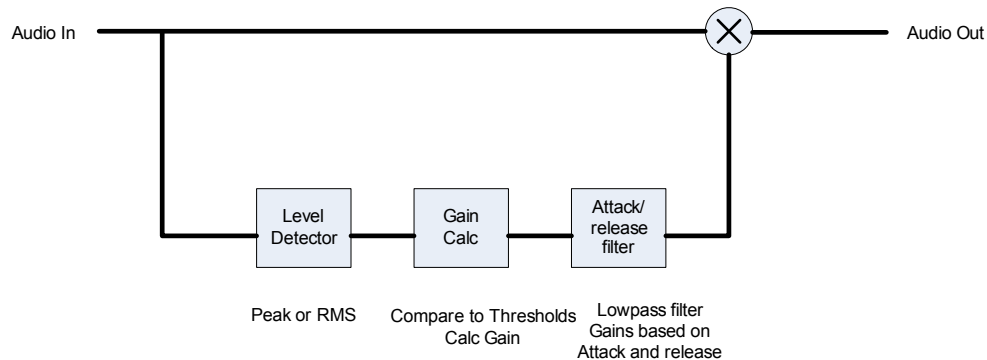 Audio In
Audio Out
Level
Detector
Gain
Calc
Attack/
release
filter
Peak or RMS
Compare to Thresholds
Calc Gain
Lowpass filter
Gains based on
Attack and release